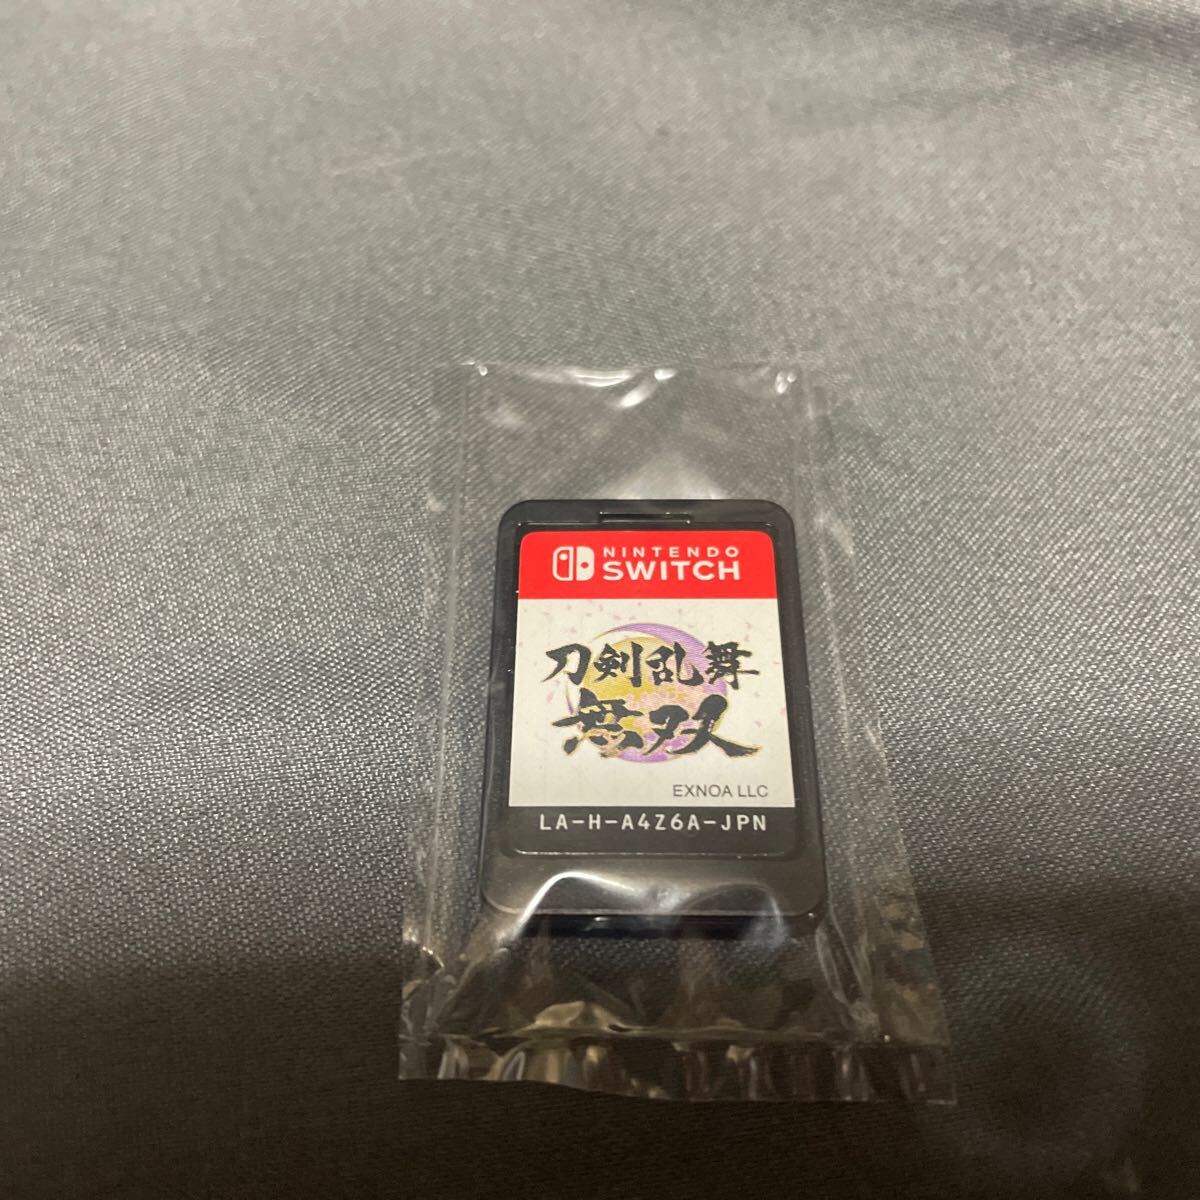 NINTENDO
SWITCH
刀剣乱舞
無双
EXNOA LLC
LA-H-A4Z6A-JPN